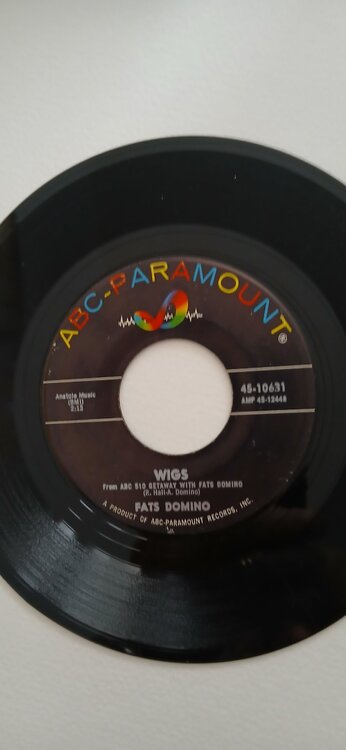 ABC-PARAMOUNT®
45-10631
AMP 45-12448
Anatole Music
(BMI)
2:13
WIGS
From ABC 510 GETAWAY WITH FATS DOMINO
(R. Hall-A. Domino)
FATS DOMINO
A PRODUCT OF ABC-PARAMOUNT RECORDS, INC.